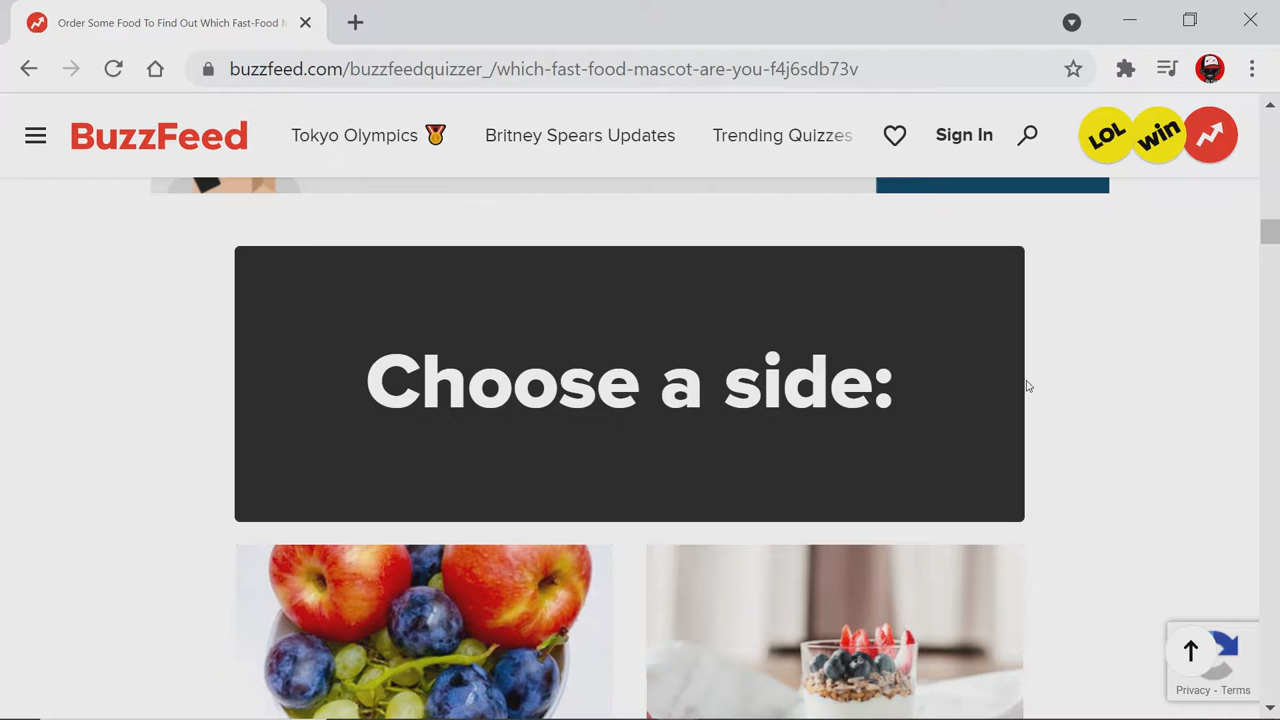 Order Some Food To Find Out Which Fast-Food
buzzfeed.com/buzzfeedquizzer_/which-fast-food-mascot-are-you-f4j6sdb73v
BuzzFeed
Tokyo Olympics
Britney Spears Updates
Trending Quizzes
Sign In
LOL
win
Choose a side:
Privacy - Terms